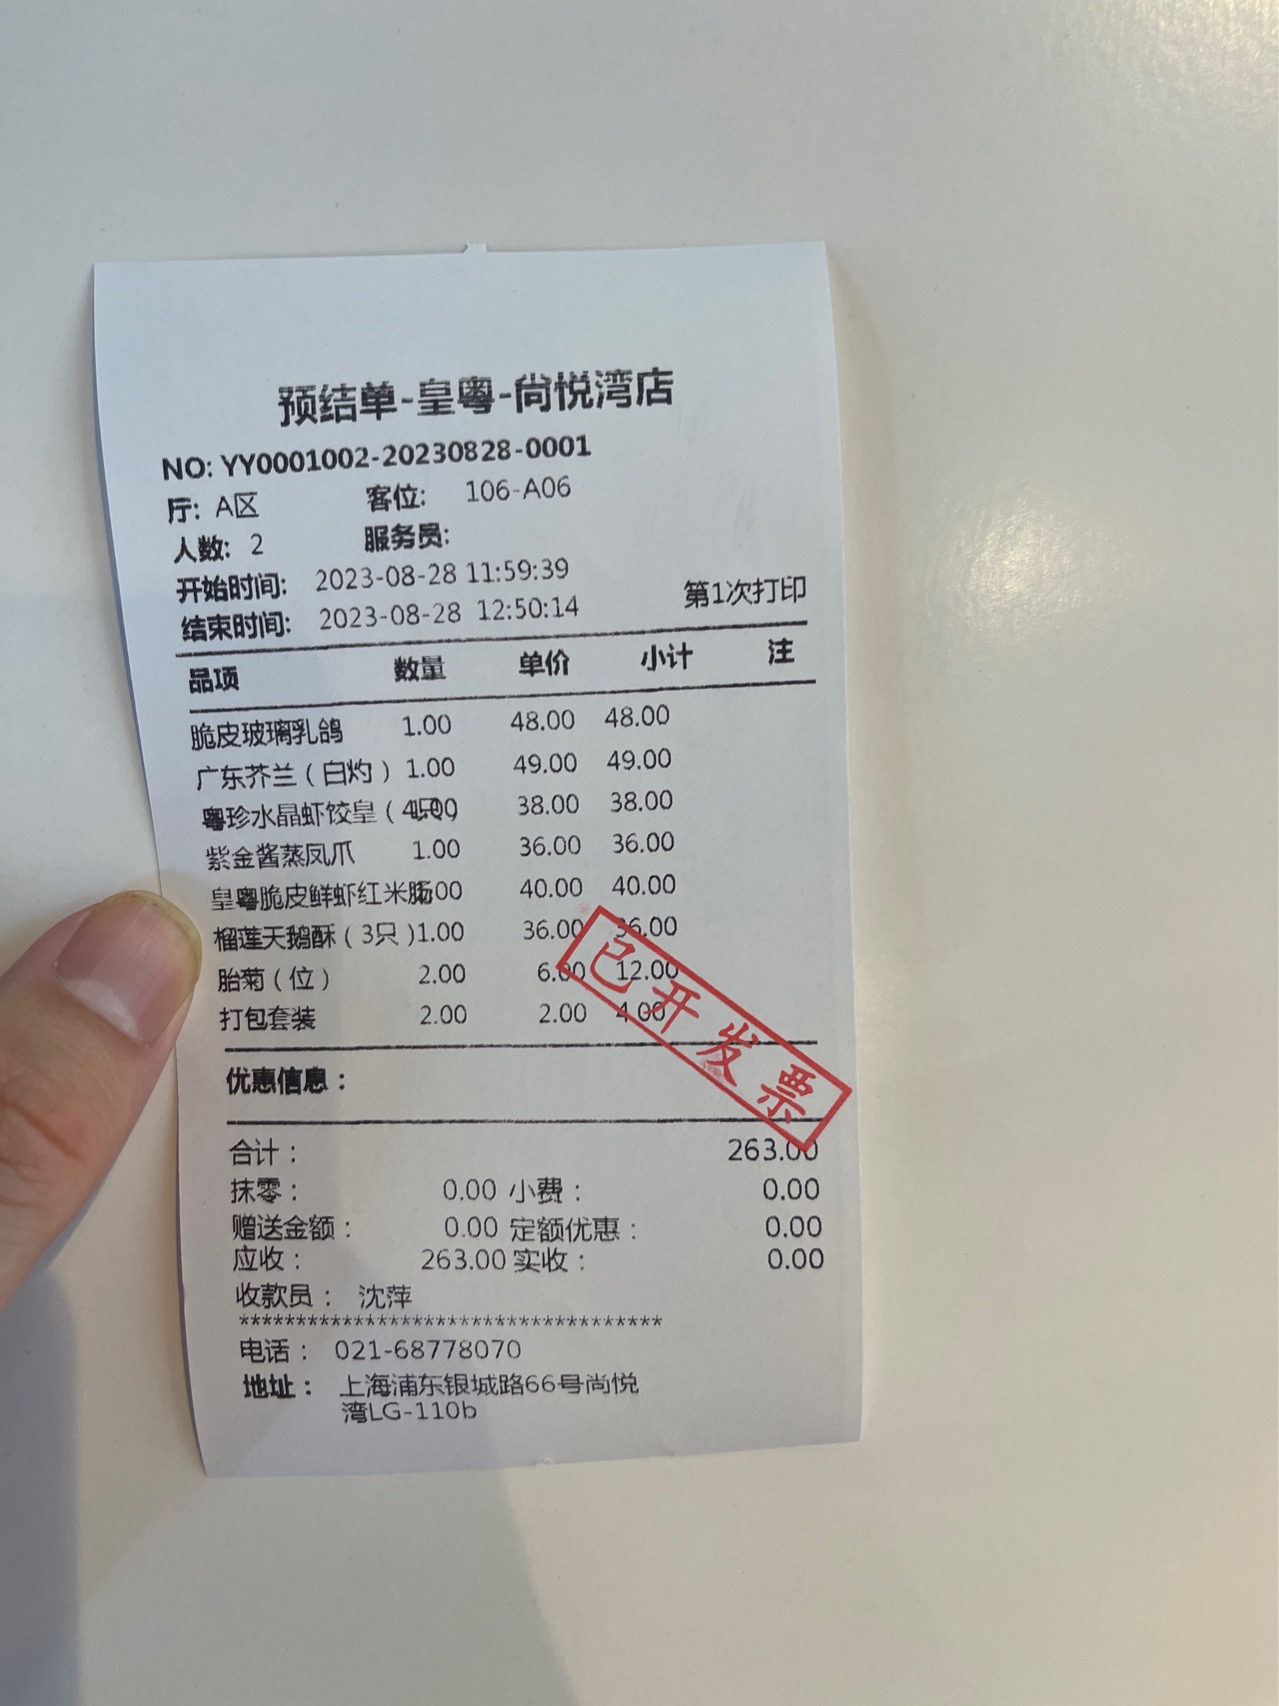 预结单-皇粤-尚悦湾店
NO: YY0001002-20230828-0001
厅: A区 客位: 106-A06
人数: 2 服务员:
开始时间: 2023-08-28 11:59:39
结束时间: 2023-08-28 12:50:14 第1次打印
品项 数量 单价 小计 注
脆皮玻璃乳鸽 1.00 48.00 48.00
广东芥兰（白灼） 1.00 49.00 49.00
粤珍水晶虾饺皇（4只 38.00 38.00
紫金酱蒸凤爪 1.00 36.00 36.00
皇粤脆皮鲜虾红米肠 40.00 40.00
榴莲天鹅酥（3只）1.00 36.00 36.00
胎菊（位） 2.00 6.00 12.00
打包套装 2.00 2.00 4.00
已开发票
优惠信息：
合计： 263.00
抹零： 0.00 小费： 0.00
赠送金额： 0.00 定额优惠： 0.00
应收： 263.00 实收： 0.00
收款员： 沈萍
************************************
电话： 021-68778070
地址： 上海浦东银城路66号尚悦
湾LG-110b